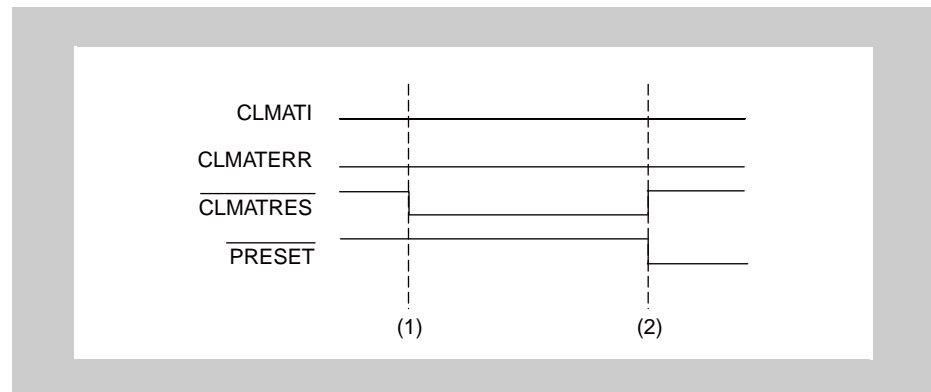 CLMATI
CLMATERR
CLMATRES
PRESET
(1) (2)